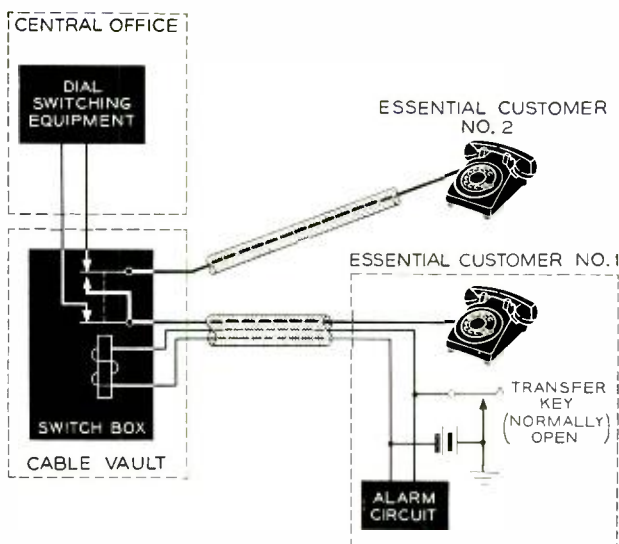 CENTRAL OFFICE
DIAL
SWITCHING
EQUIPMENT
ESSENTIAL CUSTOMER
NO. 2
ESSENTIAL CUSTOMER NO. 1
TRANSFER
KEY
(NORMALLY
OPEN)
SWITCH BOX
CABLE VAULT
ALARM
CIRCUIT